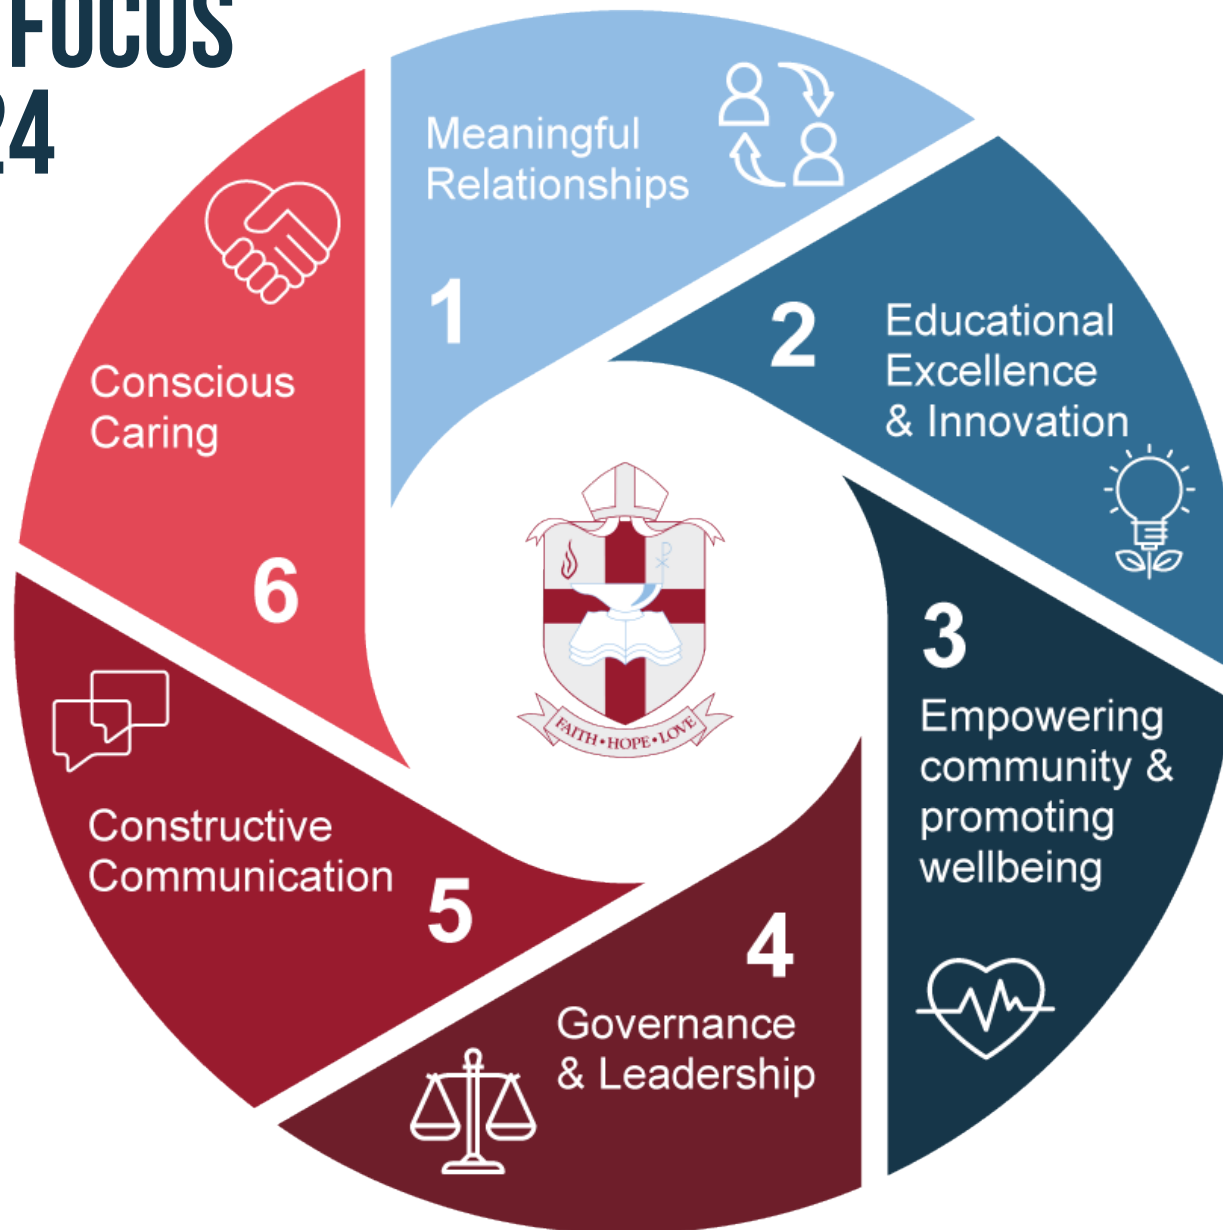 FOCUS
24
Meaningful
Relationships
1
2
Educational
Excellence
& Innovation
3
Empowering
community &
promoting
wellbeing
4
Governance
& Leadership
5
Constructive
Communication
6
Conscious
Caring
FAITH • HOPE • LOVE